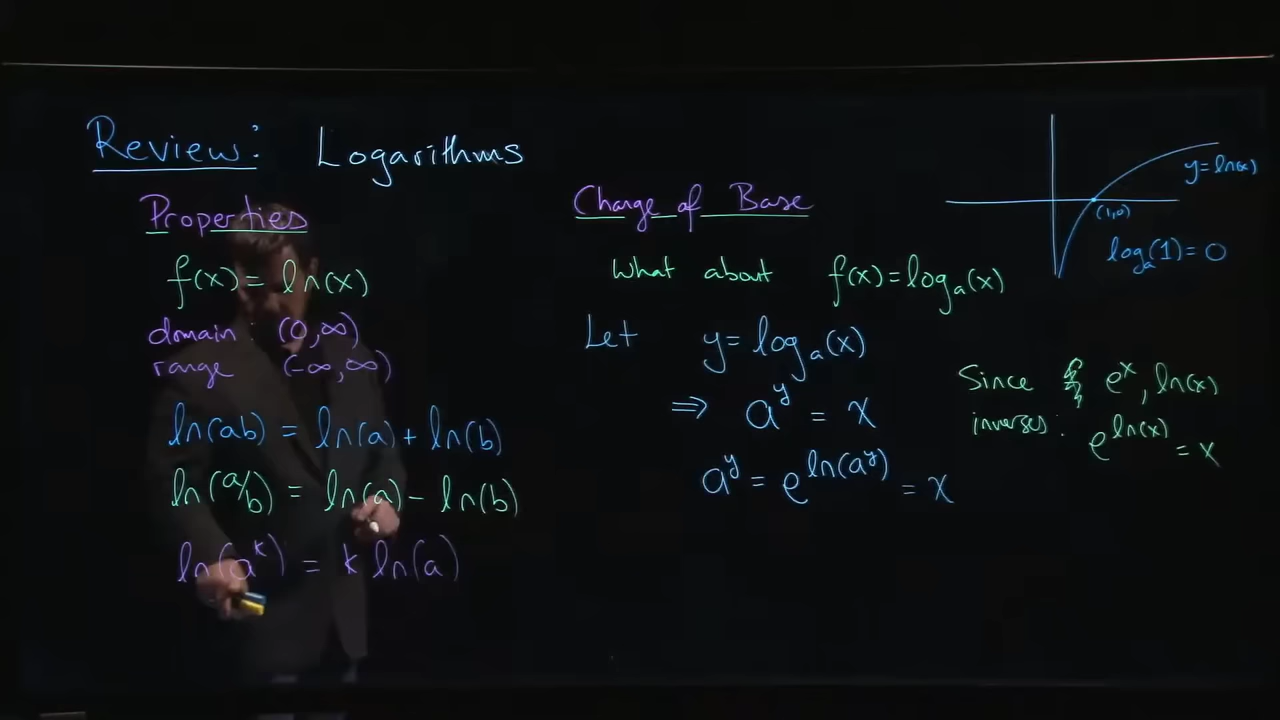 Review: Logarithms
Properties
f(x) = ln(x)
domain: (0,∞)
range (-∞,∞)
ln(ab) = ln(a) + ln(b)
ln(a/b) = ln(a) - ln(b)
ln(a^k) = k ln(a)
Change of Base
What about f(x) = log_a(x)
Let y = log_a(x)
⇒ a^y = x
a^y = e^{ln(a^y)} = x
y = ln(x)
(1,0)
log_a(1) = 0
Since e^x, ln(x)
inverses: e^{ln(x)} = x